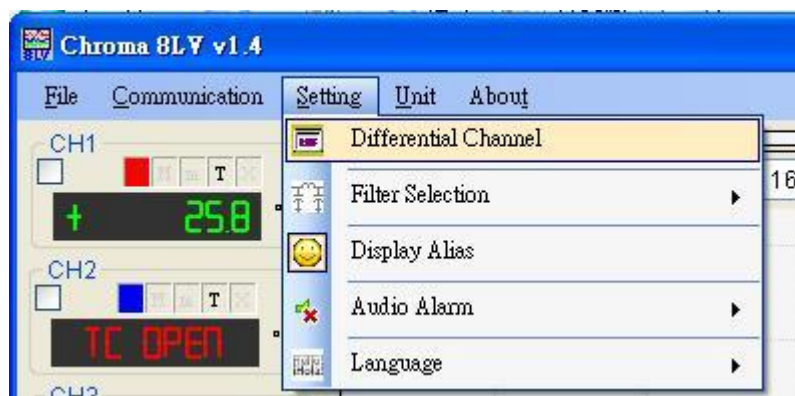 Chroma 8LV v1.4
File Communication Setting Unit About
CH1
Differential Channel
T
16
Filter Selection
+ 25.8 °
Display Alias
CH2
T
Audio Alarm
TC OPEN °
Language
CH3